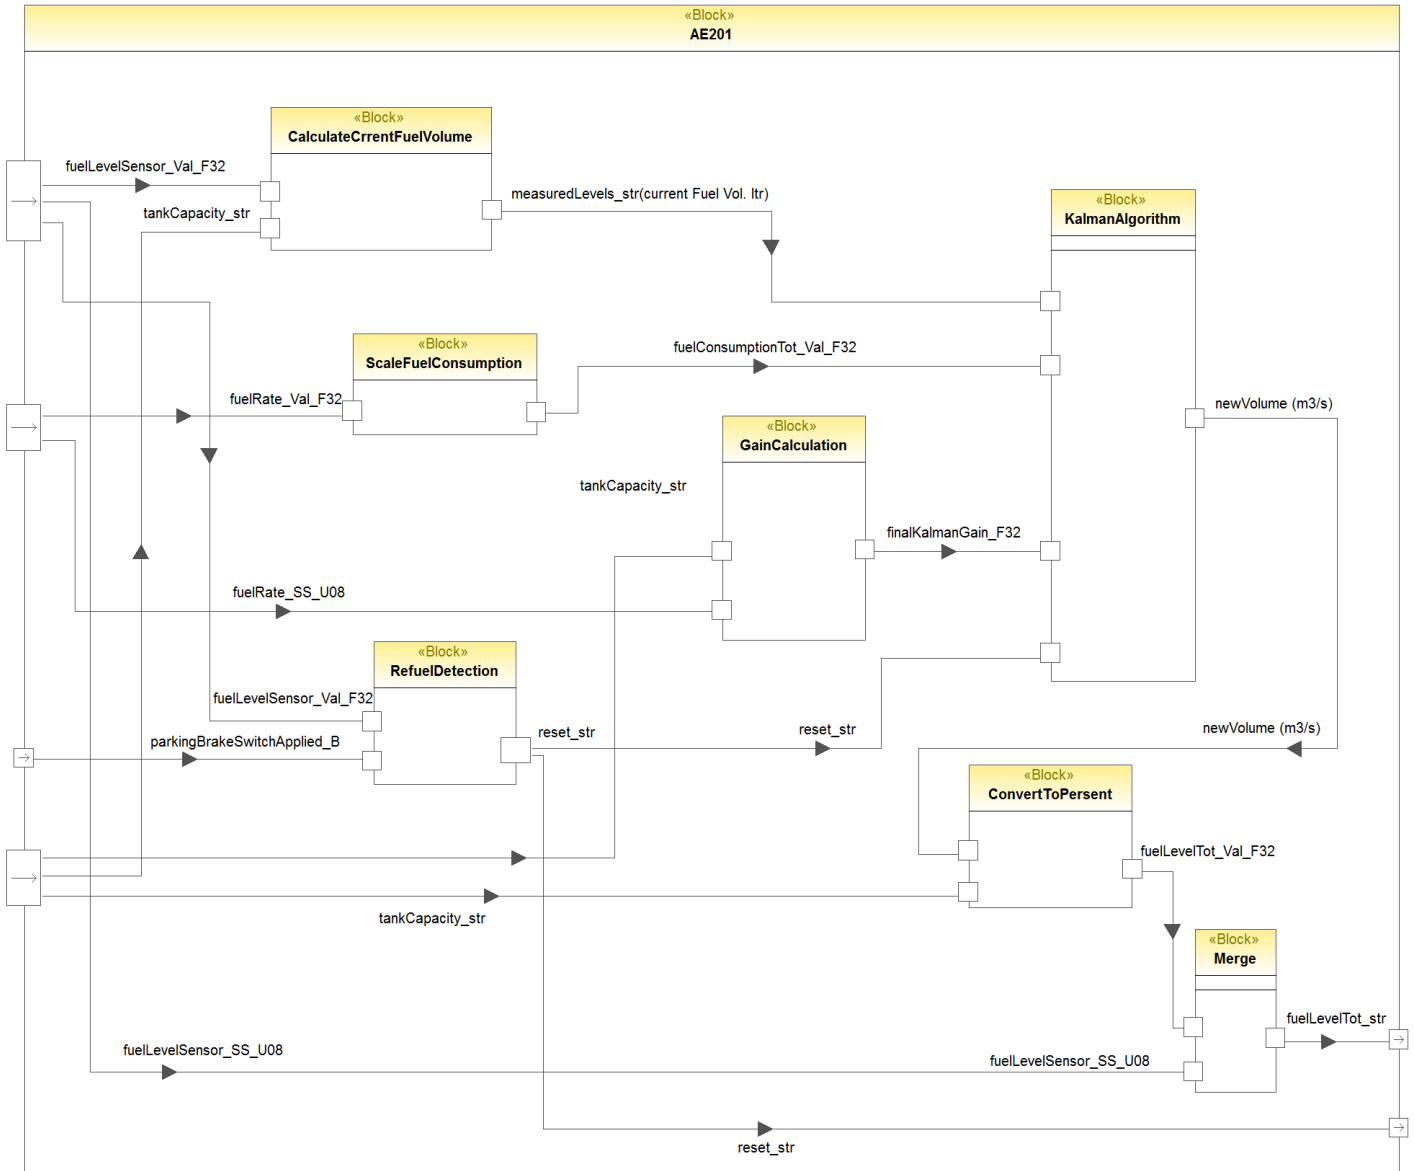 «Block»
AE201
«Block»
CalculateCrrentFuelVolume
fuelLevelSensor_Val_F32
tankCapacity_str
measuredLevels_str(current Fuel Vol. ltr)
«Block»
KalmanAlgorithm
«Block»
ScaleFuelConsumption
fuelConsumptionTot_Val_F32
fuelRate_Val_F32
newVolume (m3/s)
«Block»
GainCalculation
tankCapacity_str
finalKalmanGain_F32
fuelRate_SS_U08
«Block»
RefuelDetection
fuelLevelSensor_Val_F32
parkingBrakeSwitchApplied_B
reset_str
reset_str
newVolume (m3/s)
«Block»
ConvertToPersent
fuelLevelTot_Val_F32
tankCapacity_str
«Block»
Merge
fuelLevelTot_str
fuelLevelSensor_SS_U08
fuelLevelSensor_SS_U08
reset_str